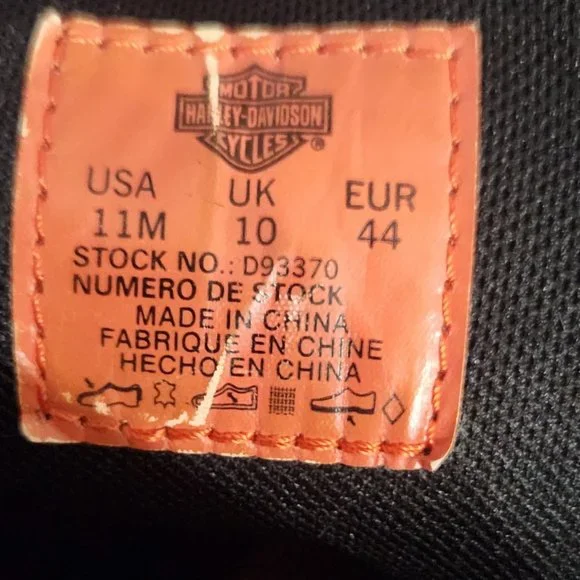 MOTOR
HARLEY-DAVIDSON
CYCLES®
USA UK EUR
11M 10 44
STOCK NO.: D93370
NUMERO DE STOCK
MADE IN CHINA
FABRIQUE EN CHINE
HECHO EN CHINA